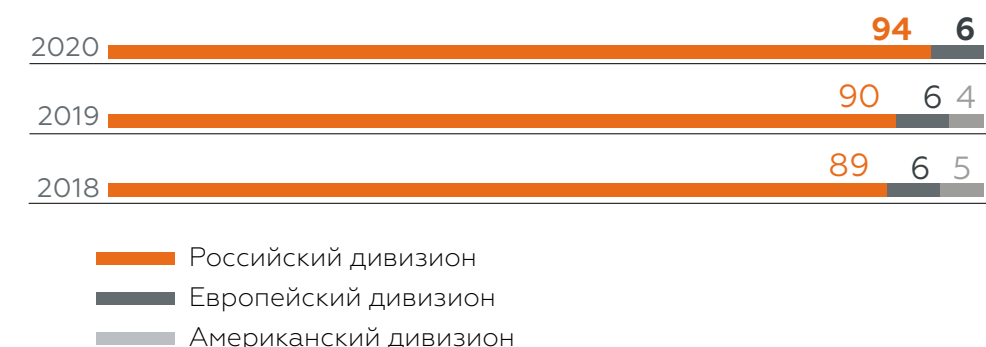 94 6
2020
90 6 4
2019
89 6 5
2018
Российский дивизион
Европейский дивизион
Американский дивизион